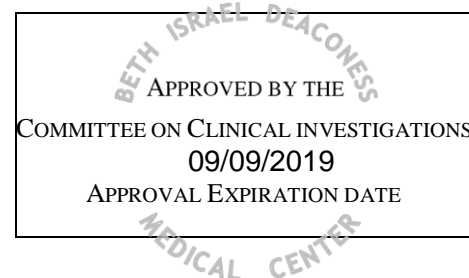 BETH ISRAEL DEACONESS
APPROVED BY THE
COMMITTEE ON CLINICAL INVESTIGATIONS
09/09/2019
APPROVAL EXPIRATION DATE
MEDICAL CENTER